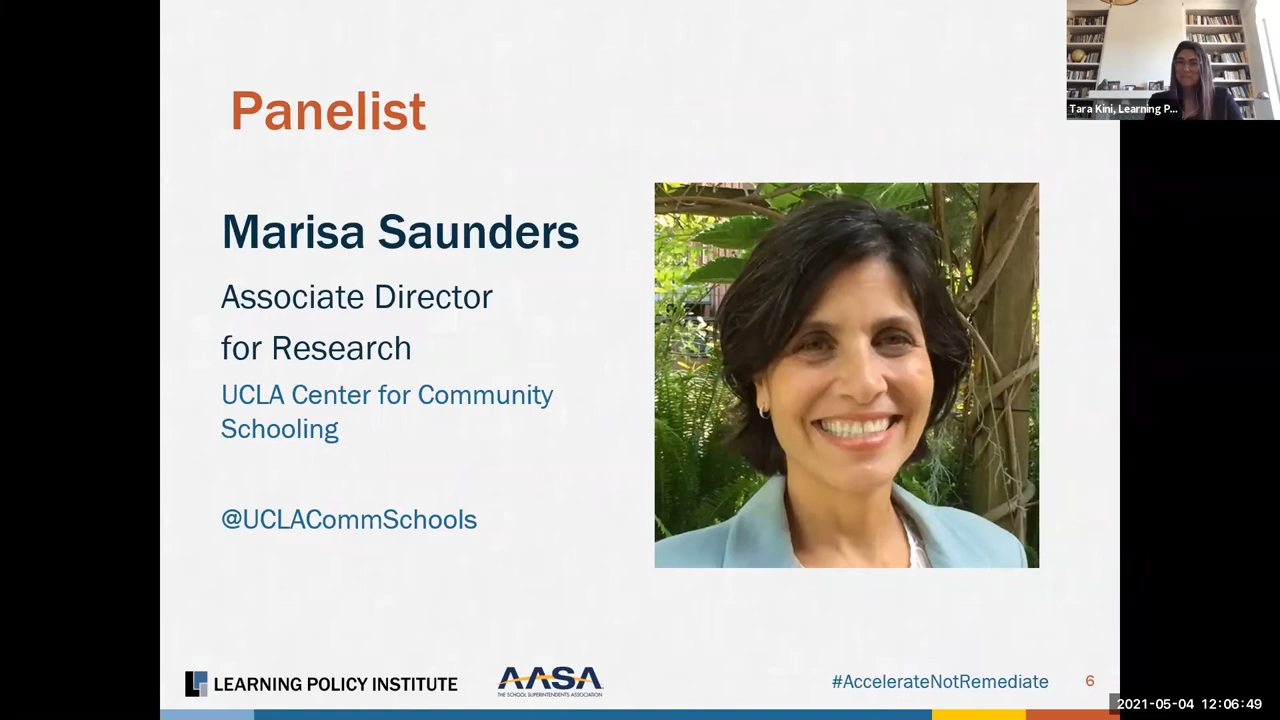 Panelist
Tara Kini, Learning P...
Marisa Saunders
Associate Director
for Research
UCLA Center for Community
Schooling
@UCLACommSchools
LEARNING POLICY INSTITUTE
AASA
THE SCHOOL SUPERINTENDENTS ASSOCIATION
#AccelerateNotRemediate
6
2021-05-04 12:06:49